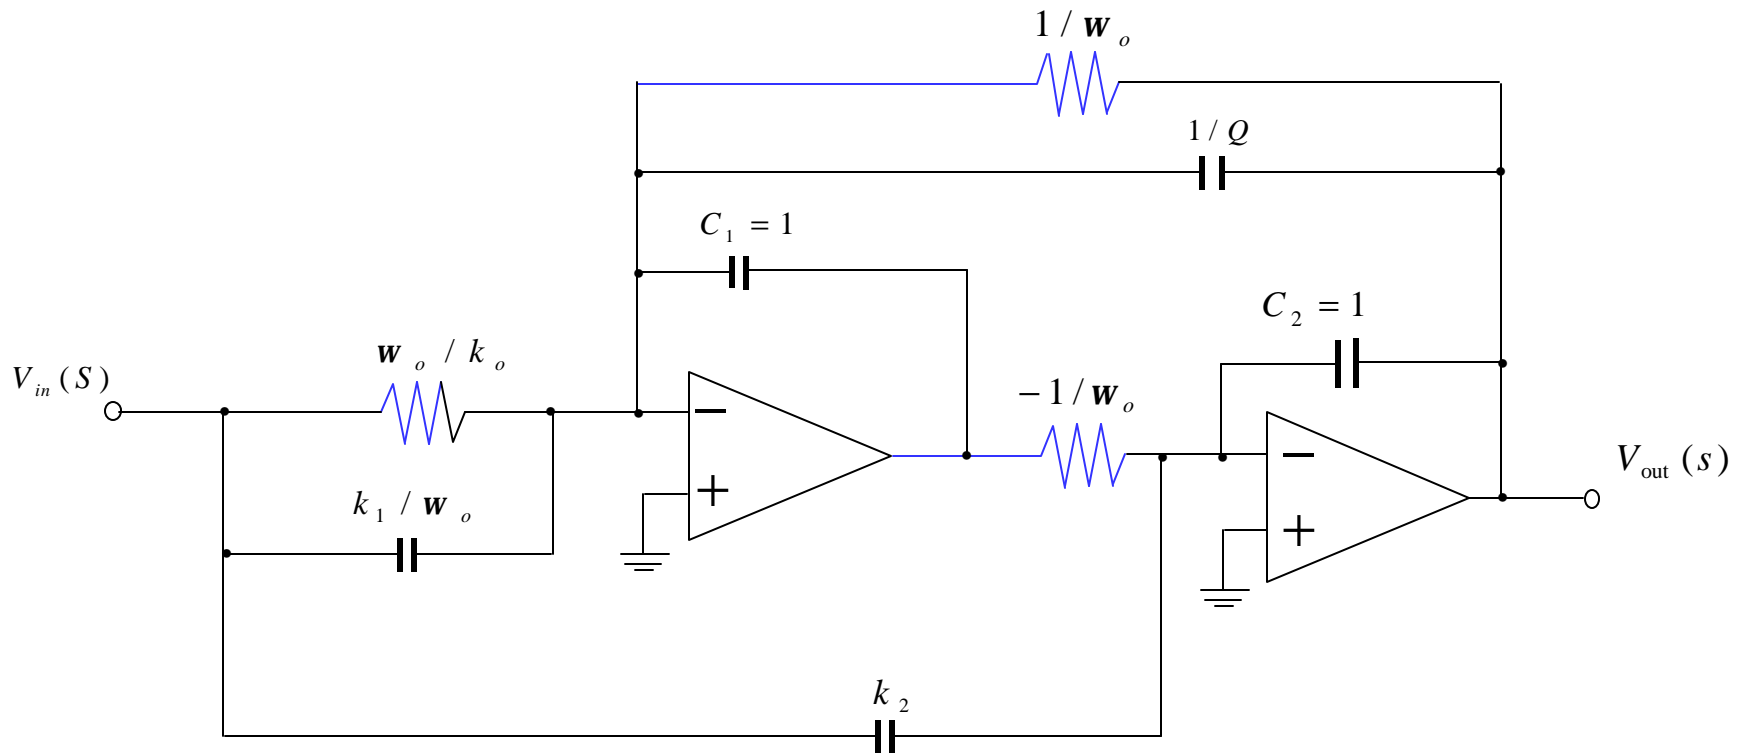 1 / w o
1 / Q
C 1 = 1
C 2 = 1
w o / k o
V in ( S )
− 1 / w o
V out ( s )
k 1 / w o
k 2